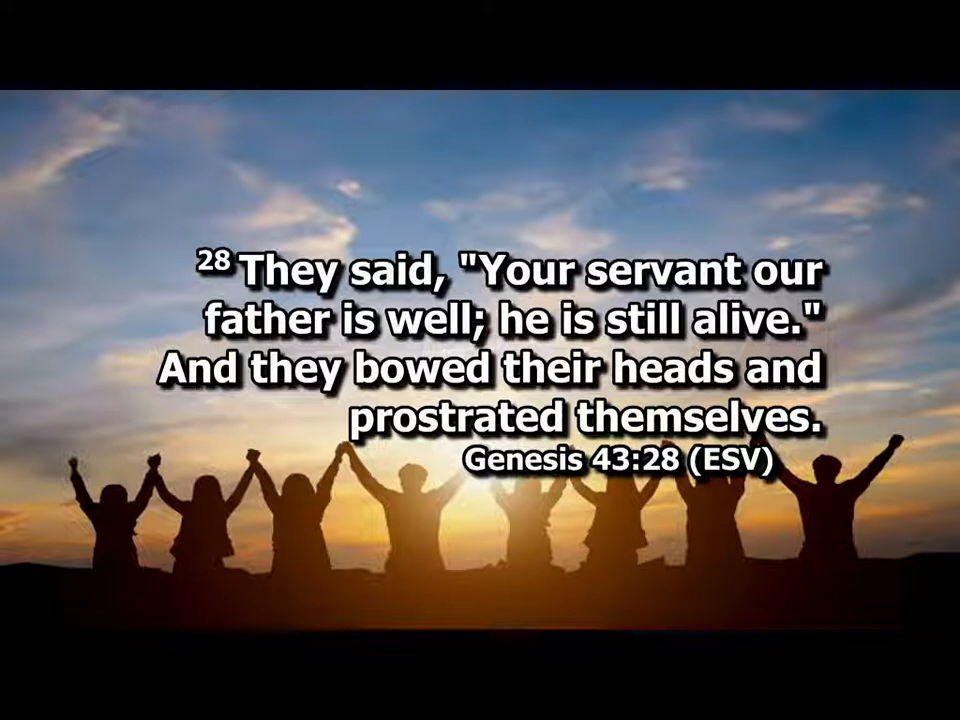 28 They said, "Your servant our
father is well; he is still alive."
And they bowed their heads and
prostrated themselves.
Genesis 43:28 (ESV)